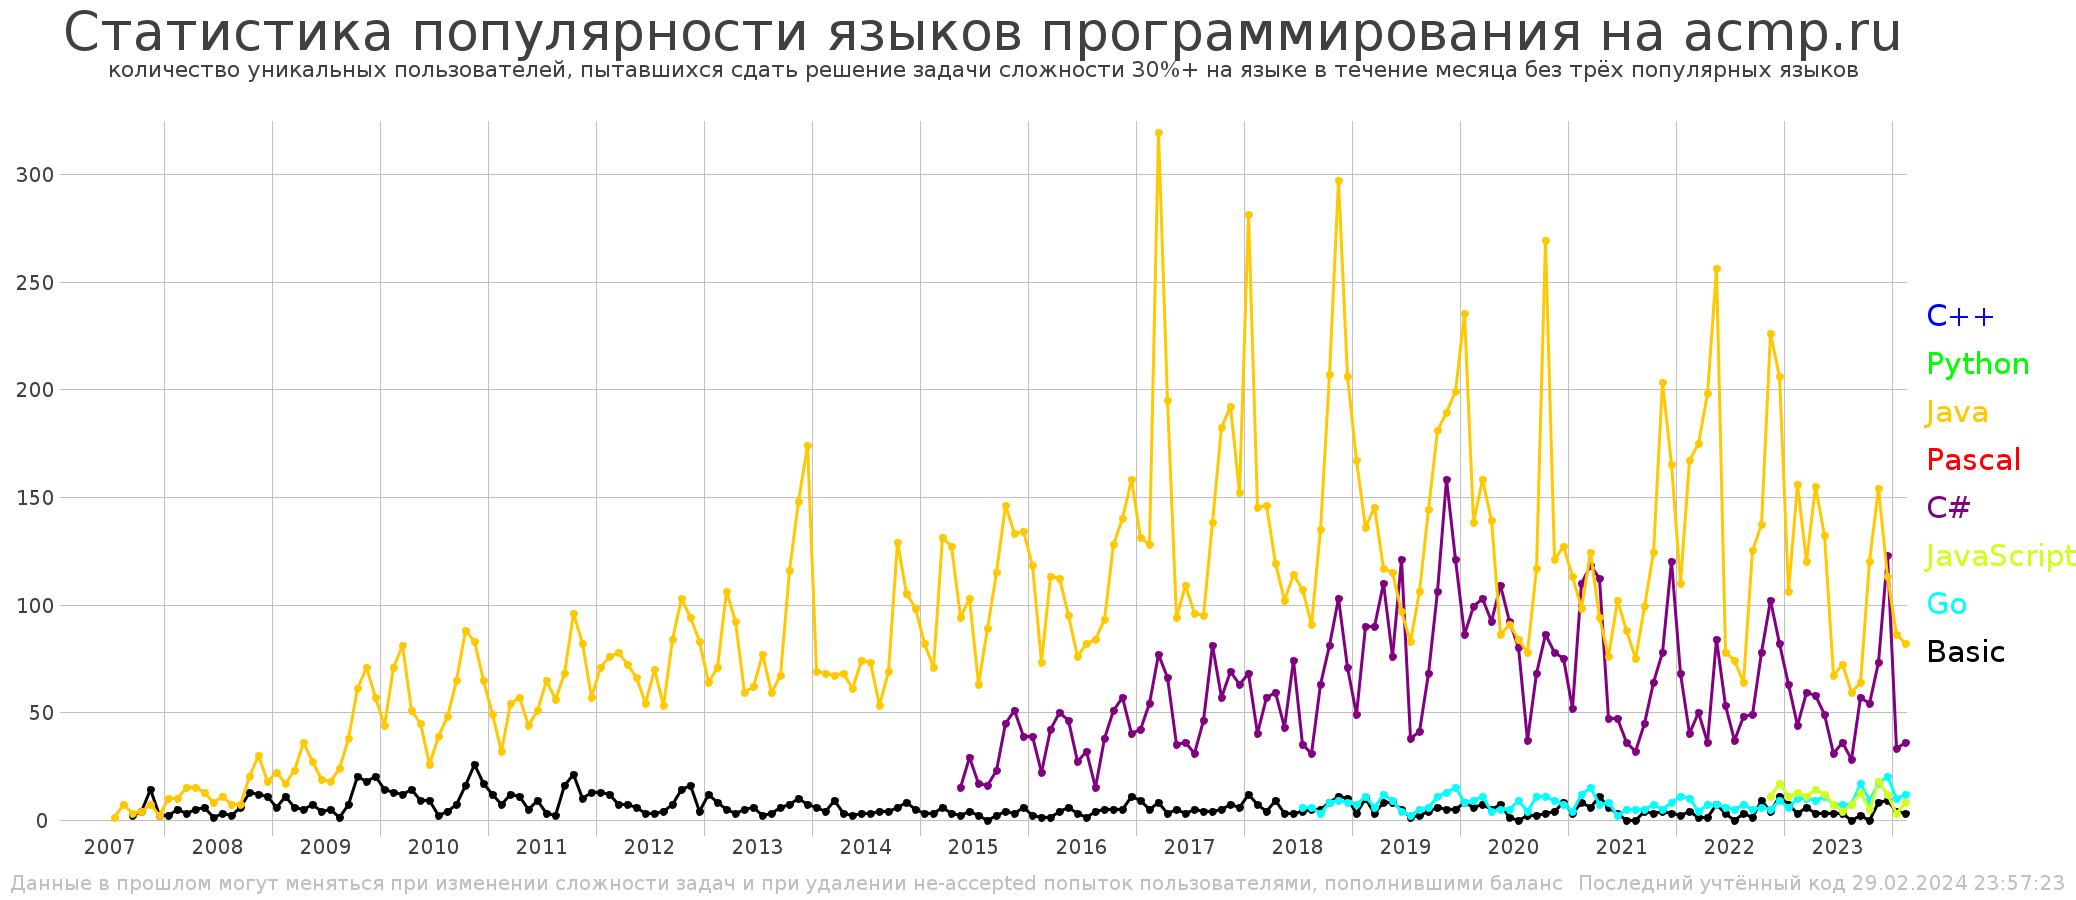 Статистика популярности языков программирования на acmp.ru
количество уникальных пользователей, пытавшихся сдать решение задачи сложности 30%+ на языке в течение месяца без трёх популярных языков
300
250
200
150
100
50
0
C++
Python
Java
Pascal
C#
JavaScript
Go
Basic
2007 2008 2009 2010 2011 2012 2013 2014 2015 2016 2017 2018 2019 2020 2021 2022 2023
Данные в прошлом могут меняться при изменении сложности задач и при удалении не-accepted попыток пользователями, пополнившими баланс Последний учтённый код 29.02.2024 23:57:23